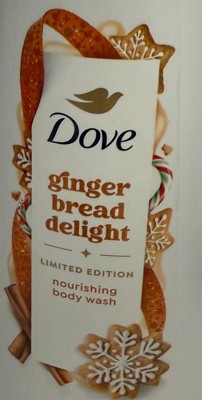 Dove
ginger
bread
delight
LIMITED EDITION
nourishing
body wash